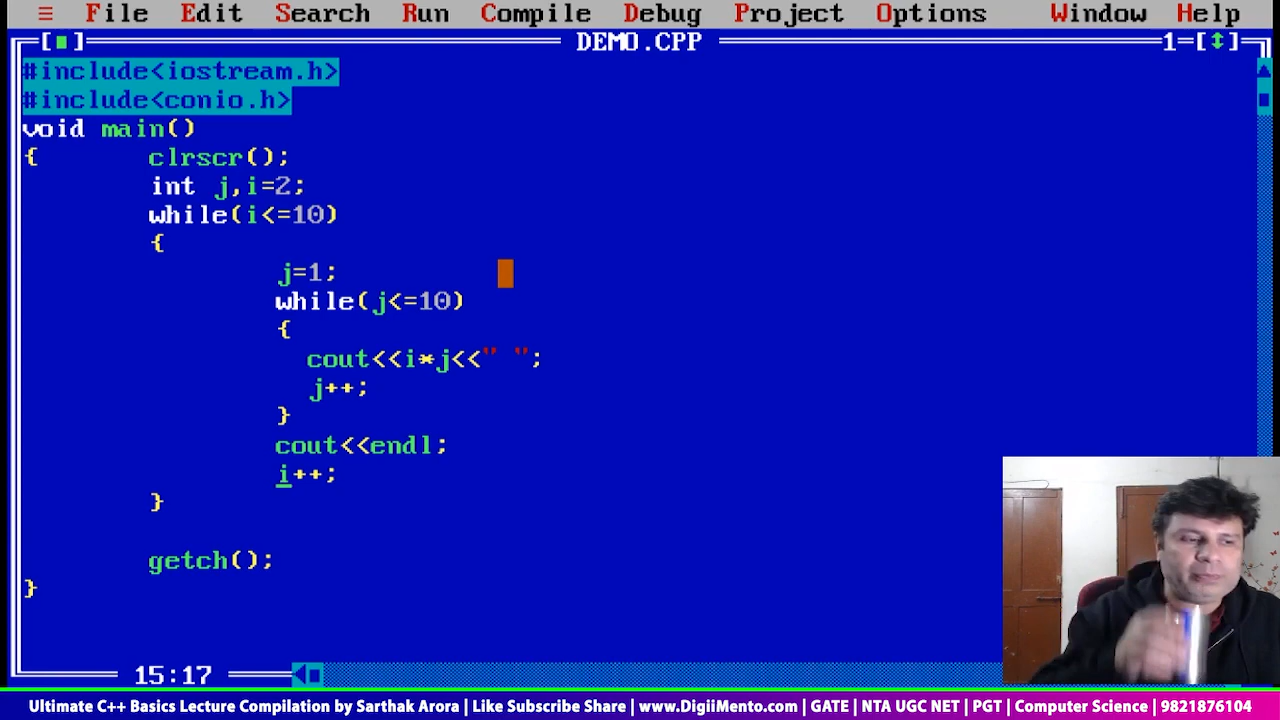 ≡ File Edit Search Run Compile Debug Project Options Window Help
[■] DEMO.CPP 1=[↕]
#include<iostream.h>
#include<conio.h>
void main()
{ clrscr();
int j,i=2;
while(i<=10)
{
j=1;
while(j<=10)
{
cout<<i*j<<" ";
j++;
}
cout<<endl;
i++;
}
getch();
}
15:17
Ultimate C++ Basics Lecture Compilation by Sarthak Arora | Like Subscribe Share | www.DigiiMento.com | GATE | NTA UGC NET | PGT | Computer Science | 9821876104